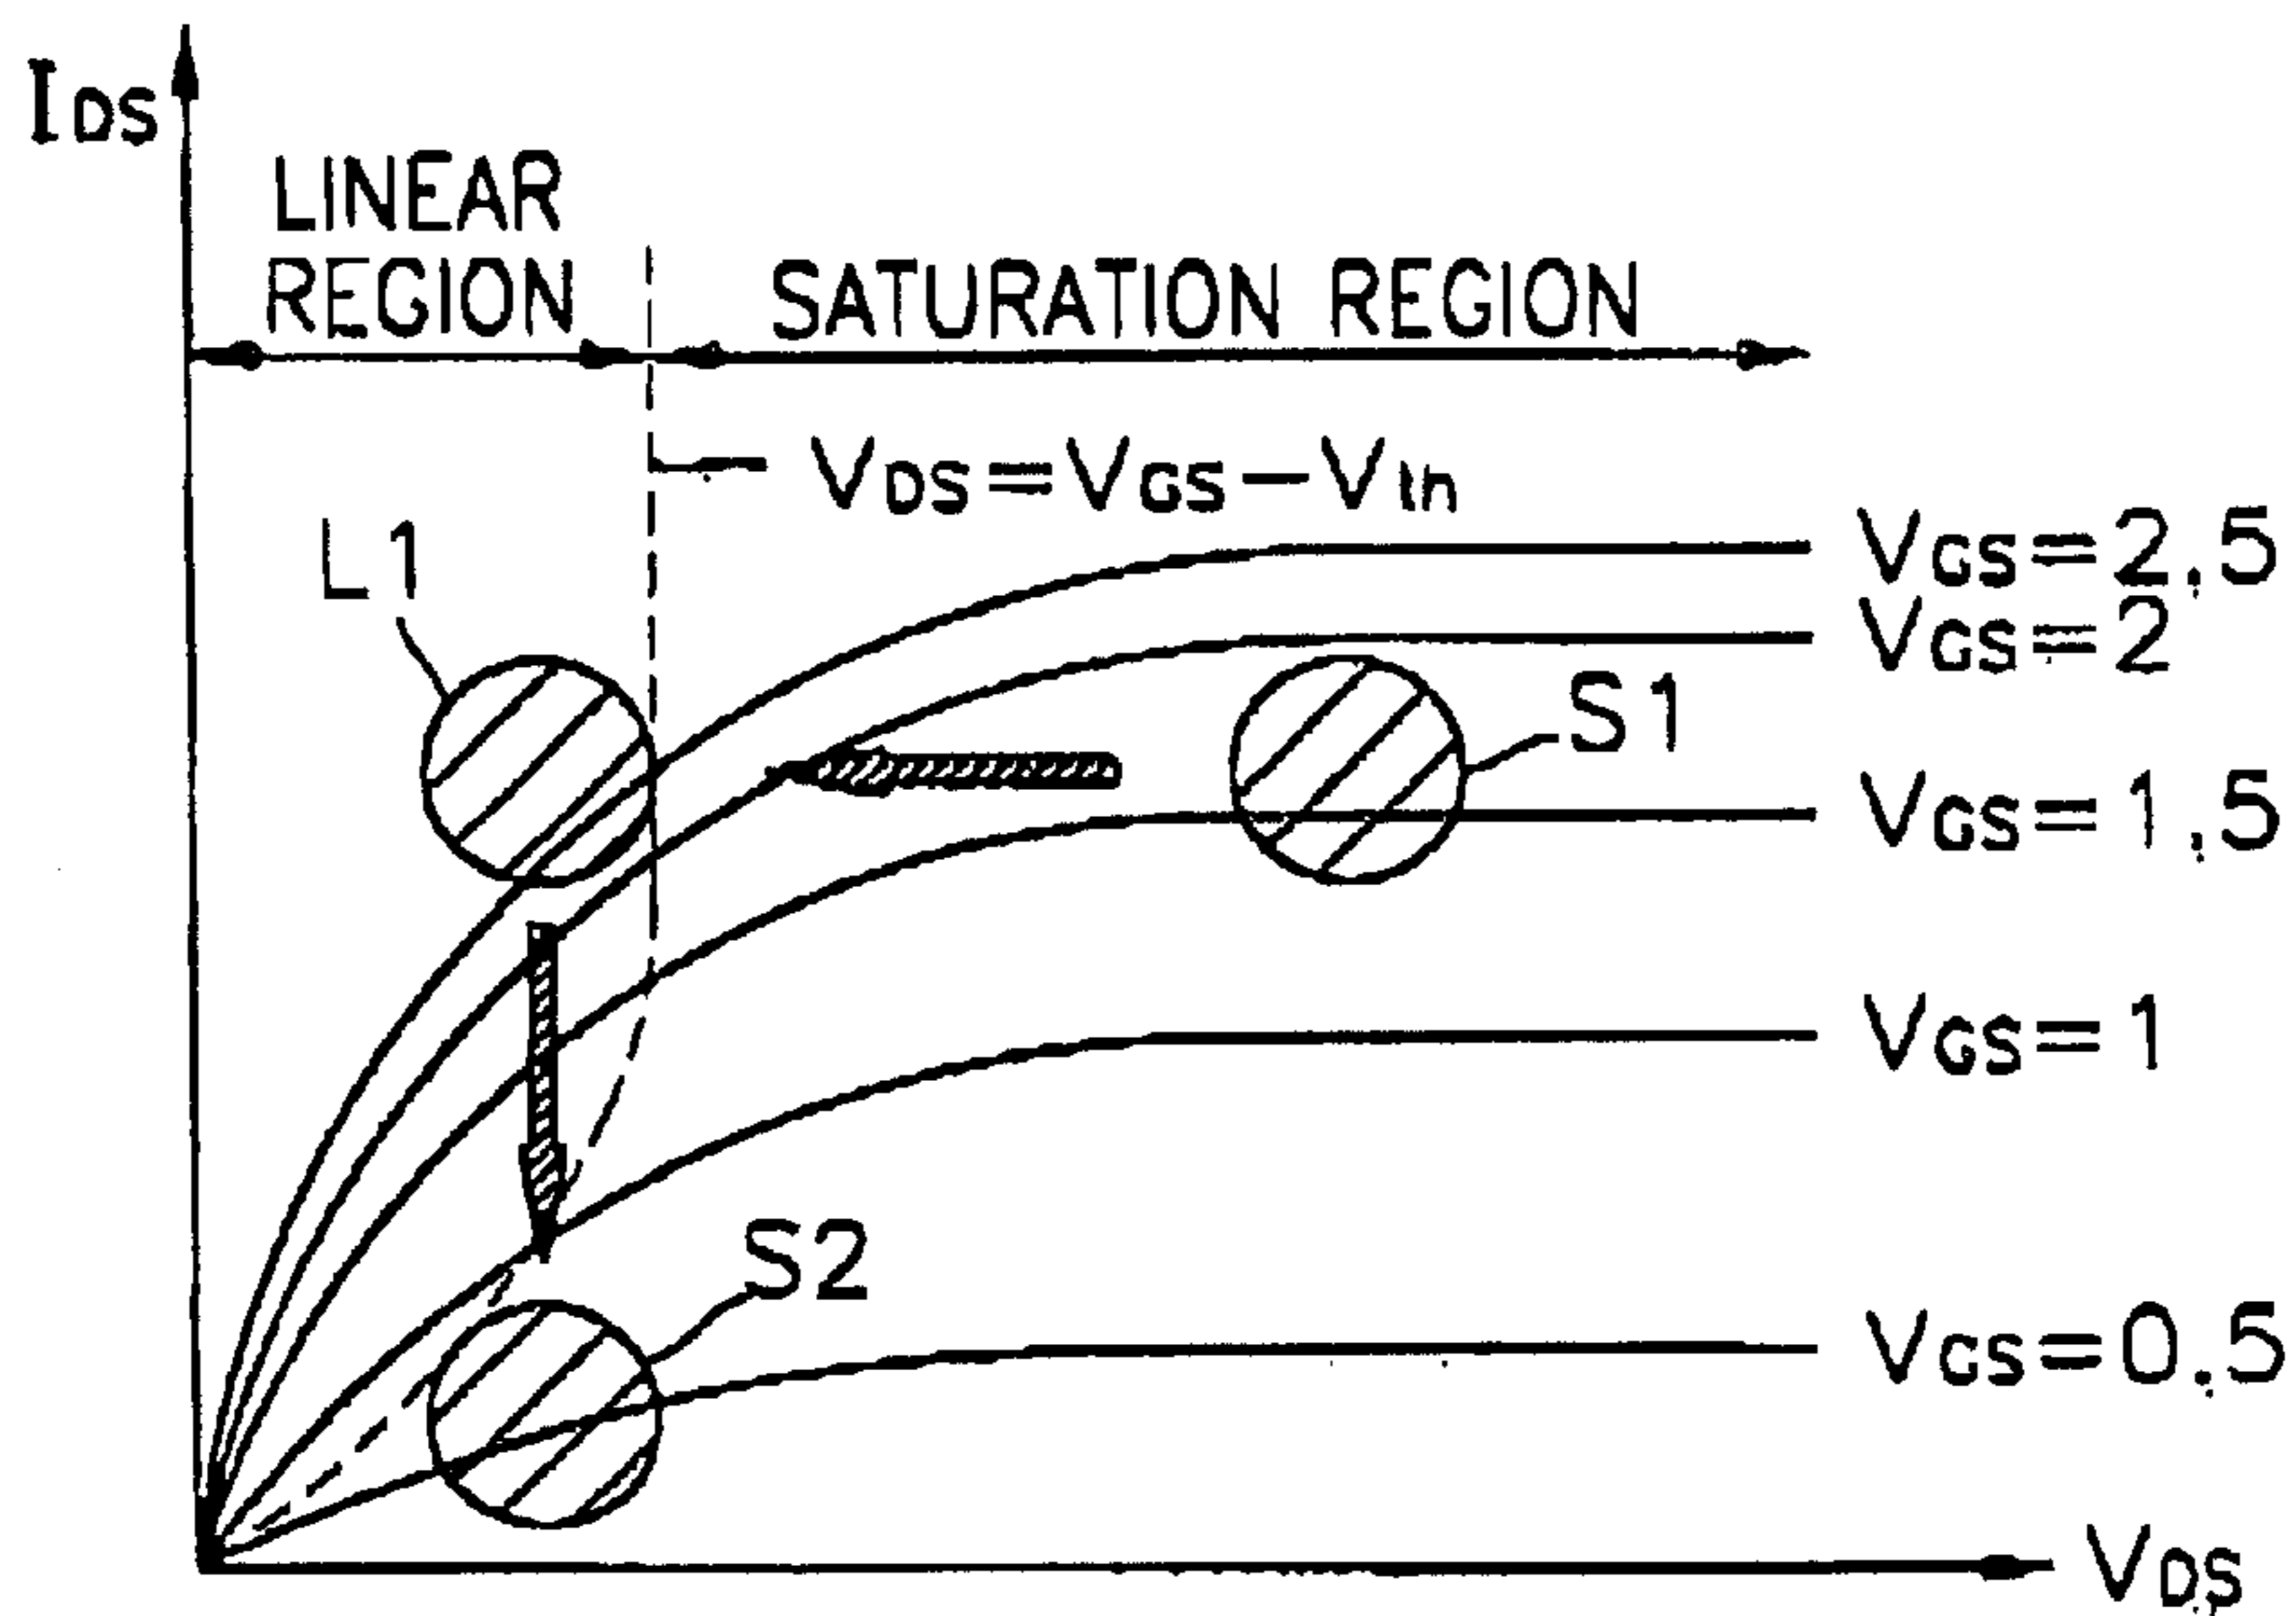 IDS
LINEAR
REGION
SATURATION REGION
VDS=VGS-Vth
L1
VGS=2.5
VGS=2
S1
VGS=1.5
VGS=1
S2
VGS=0.5
VDS